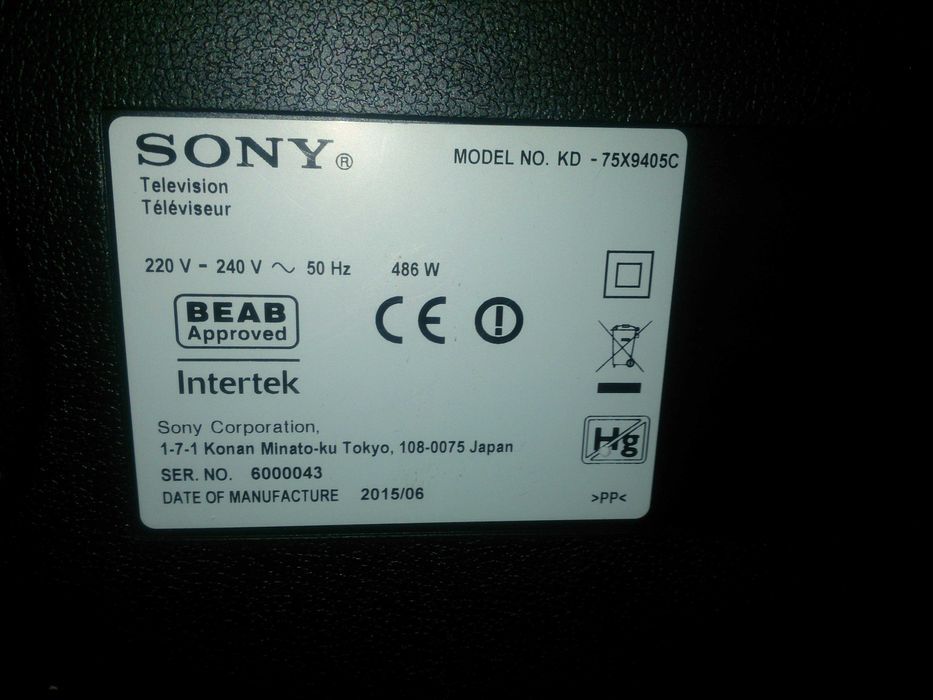 SONY®
MODEL NO. KD - 75X9405C
Television
Téléviseur
220 V - 240 V ~ 50 Hz 486 W
BEAB
Approved
CE
Intertek
Sony Corporation,
1-7-1 Konan Minato-ku Tokyo, 108-0075 Japan
Hg
SER. NO. 6000043
DATE OF MANUFACTURE 2015/06
>PP<